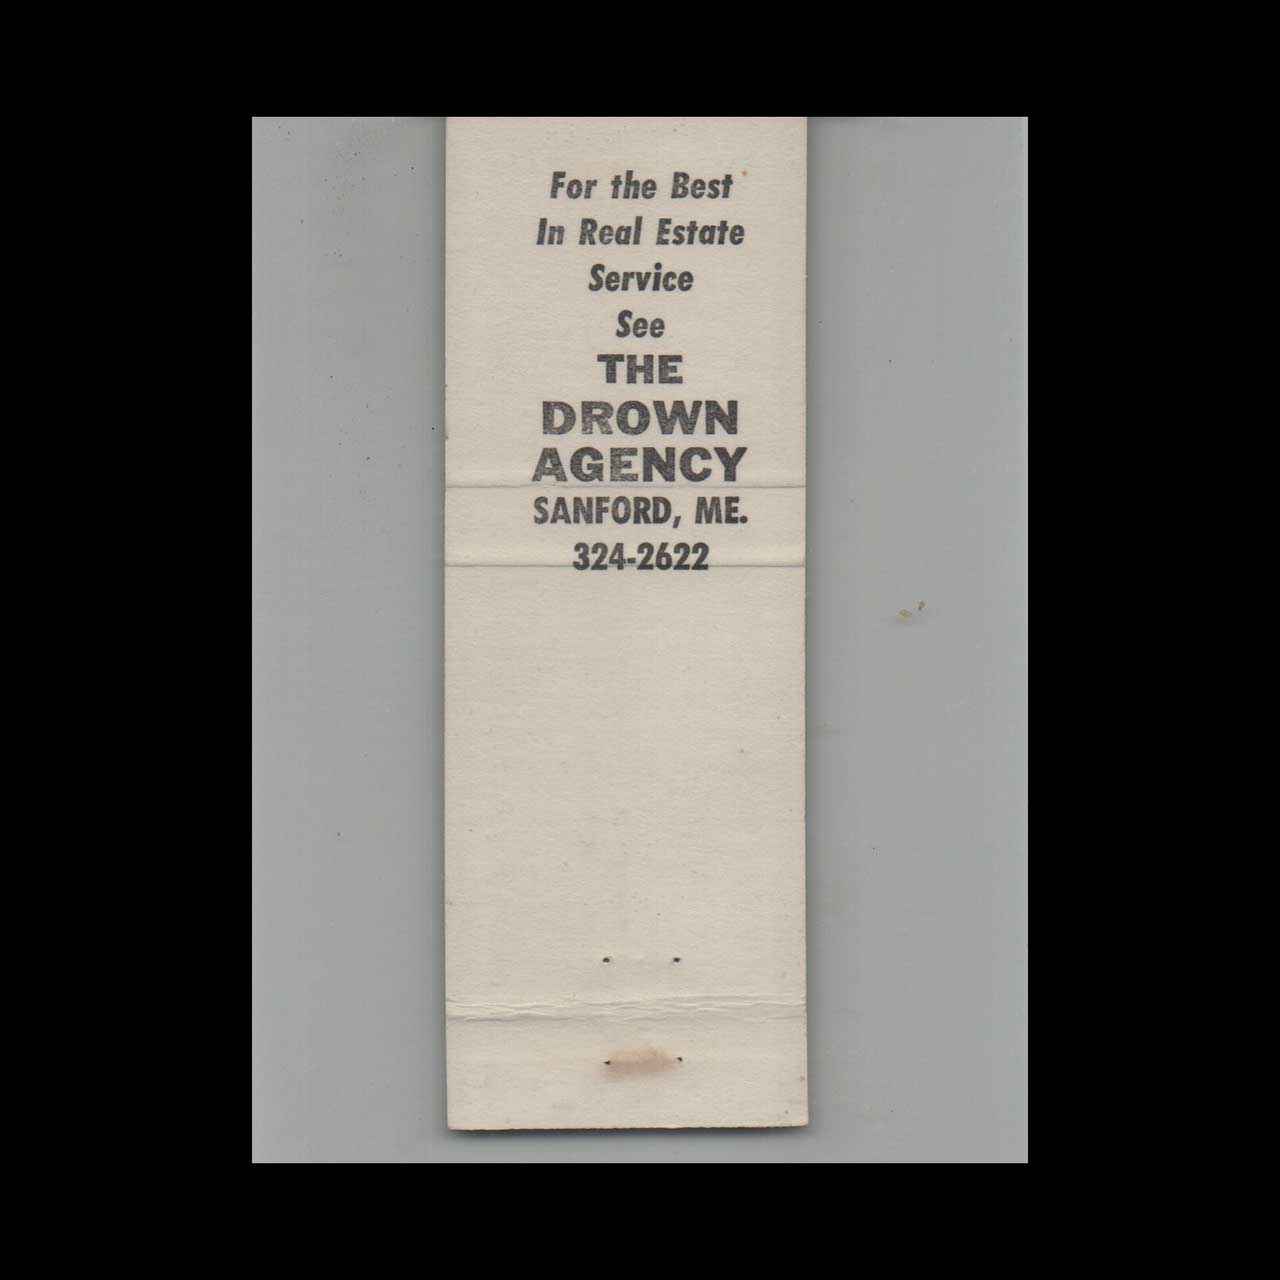 For the Best
In Real Estate
Service
See
THE
DROWN
AGENCY
SANFORD, ME.
324-2622